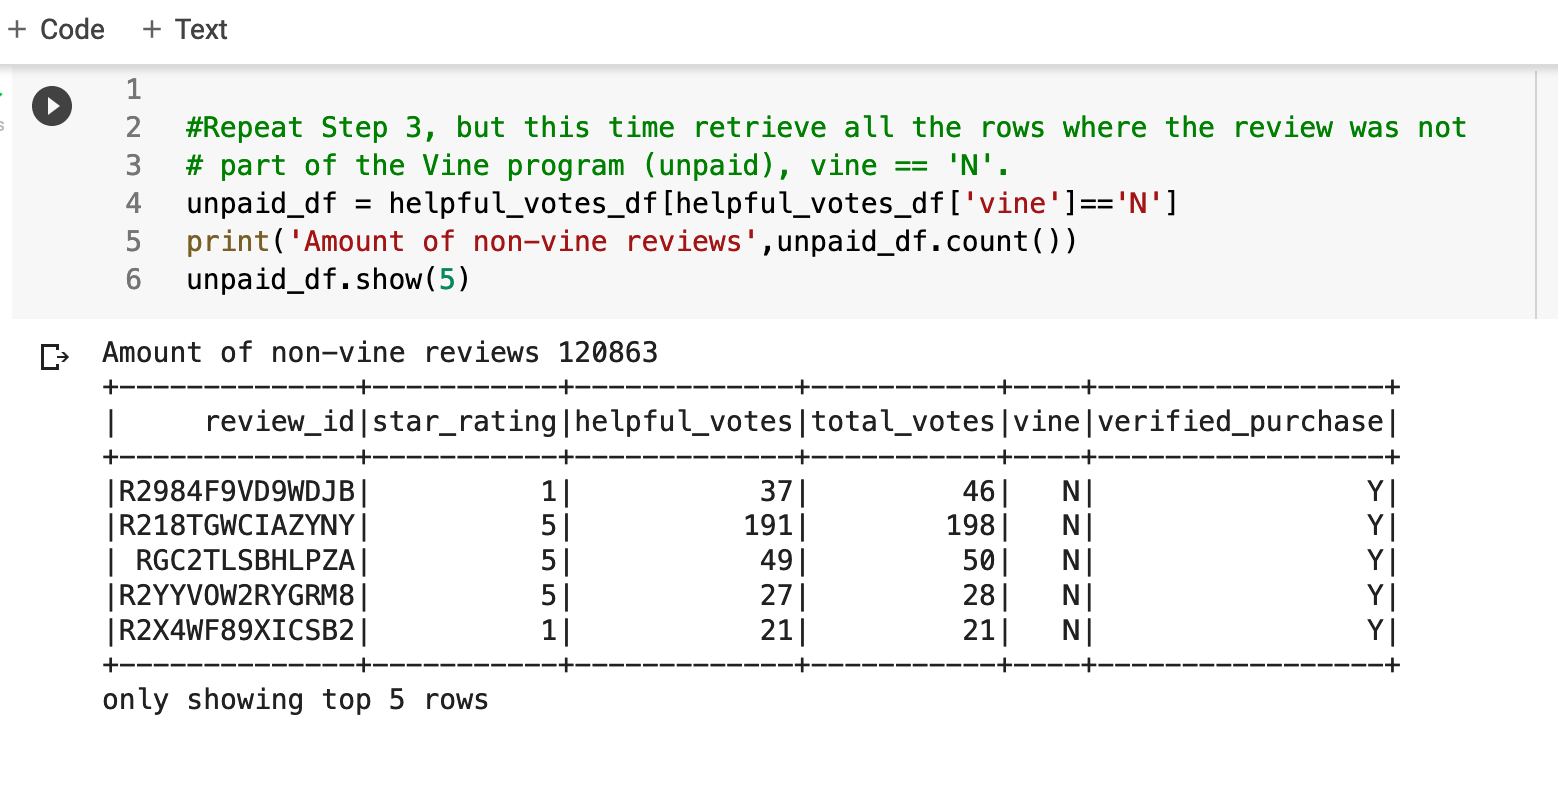 + Code + Text
1
2 #Repeat Step 3, but this time retrieve all the rows where the review was not
3 # part of the Vine program (unpaid), vine == 'N'.
4 unpaid_df = helpful_votes_df[helpful_votes_df['vine']=='N']
5 print('Amount of non-vine reviews',unpaid_df.count())
6 unpaid_df.show(5)
Amount of non-vine reviews 120863
+--------------+-----------+-------------+-----------+----+-----------------+
|     review_id|star_rating|helpful_votes|total_votes|vine|verified_purchase|
+--------------+-----------+-------------+-----------+----+-----------------+
|R2984F9VD9WDJB|          1|           37|         46|   N|                Y|
|R218TGWCIAZYNY|          5|          191|        198|   N|                Y|
| RGC2TLSBHLPZA|          5|           49|         50|   N|                Y|
|R2YYVOW2RYGRM8|          5|           27|         28|   N|                Y|
|R2X4WF89XICSB2|          1|           21|         21|   N|                Y|
+--------------+-----------+-------------+-----------+----+-----------------+
only showing top 5 rows